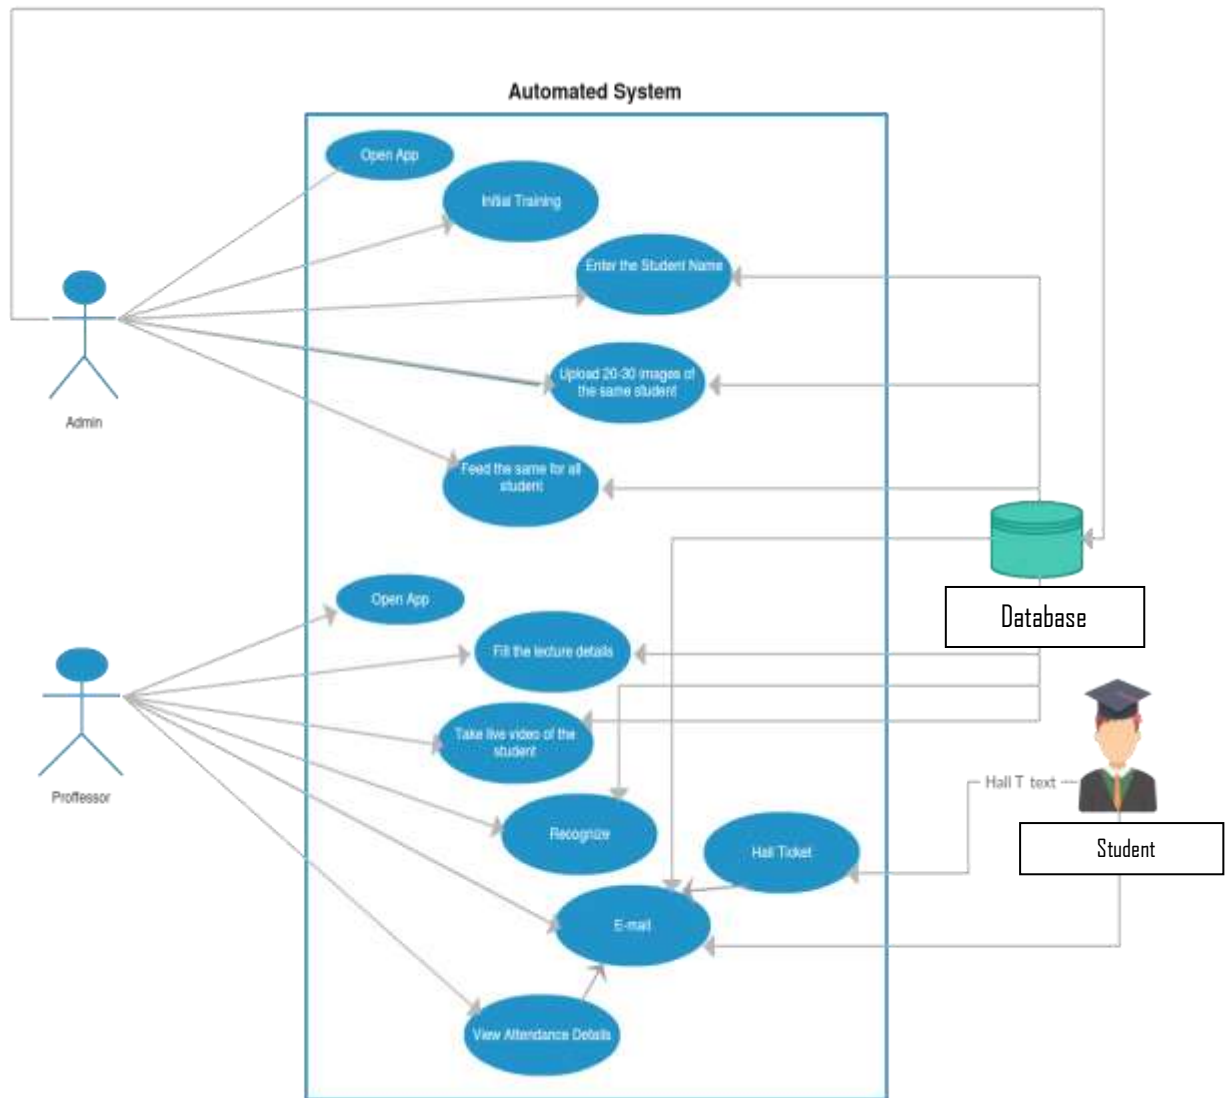 Automated System
Open App
Initial Training
Enter the Student Name
Upload 20-30 images of
the same student
Admin
Feed the same for all
student
Open App
Database
Fill the lecture details
Take live video of the
student
Proffessor
Hall T text
Recognize
Hall Ticket
Student
E-mail
View Attendance Details